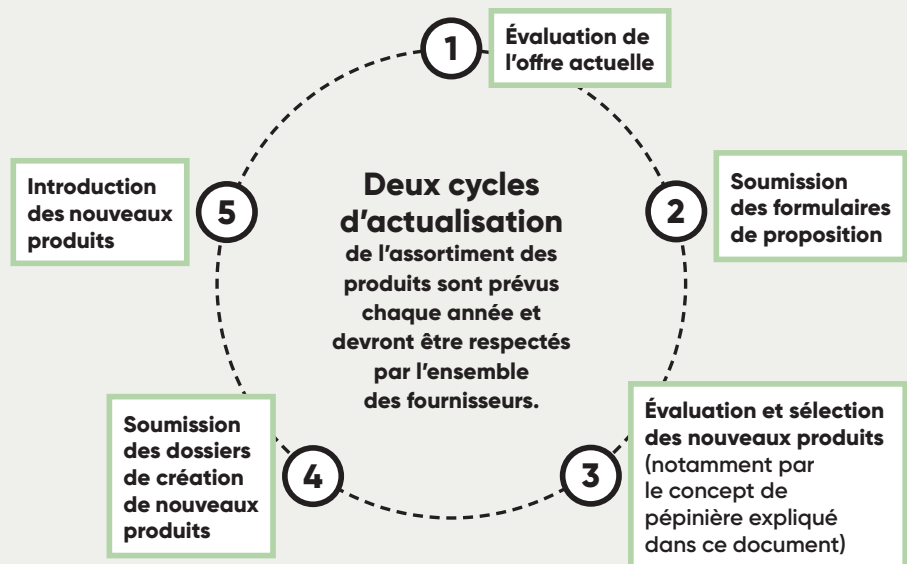 1
Évaluation de
l'offre actuelle
2
Soumission
des formulaires
de proposition
3
Évaluation et sélection
des nouveaux produits
(notamment par
le concept de
pépinière expliqué
dans ce document)
4
Soumission
des dossiers
de création
de nouveaux
produits
5
Introduction
des nouveaux
produits
Deux cycles
d'actualisation
de l'assortiment des
produits sont prévus
chaque année et
devront être respectés
par l'ensemble
des fournisseurs.